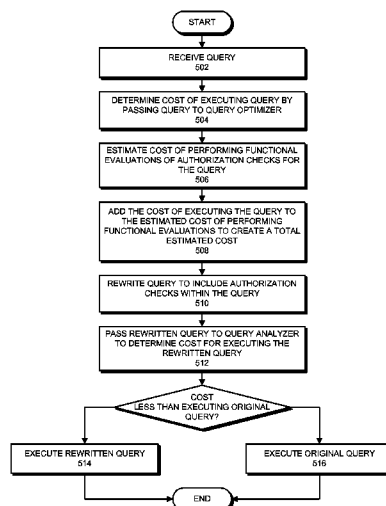 START
RECEIVE QUERY
502
DETERMINE COST OF EXECUTING QUERY BY
PASSING QUERY TO QUERY OPTIMIZER
504
ESTIMATE COST OF PERFORMING FUNCTIONAL
EVALUATIONS OF AUTHORIZATION CHECKS FOR
THE QUERY
506
ADD THE COST OF EXECUTING THE QUERY TO
THE ESTIMATED COST OF PERFORMING
FUNCTIONAL EVALUATIONS TO CREATE A TOTAL
ESTIMATED COST
508
REWRITE QUERY TO INCLUDE AUTHORIZATION
CHECKS WITHIN THE QUERY
510
PASS REWRITTEN QUERY TO QUERY ANALYZER
TO DETERMINE COST FOR EXECUTING THE
REWRITTEN QUERY
512
COST
LESS THAN EXECUTING ORIGINAL
QUERY?
EXECUTE REWRITTEN QUERY
514
EXECUTE ORIGINAL QUERY
516
END